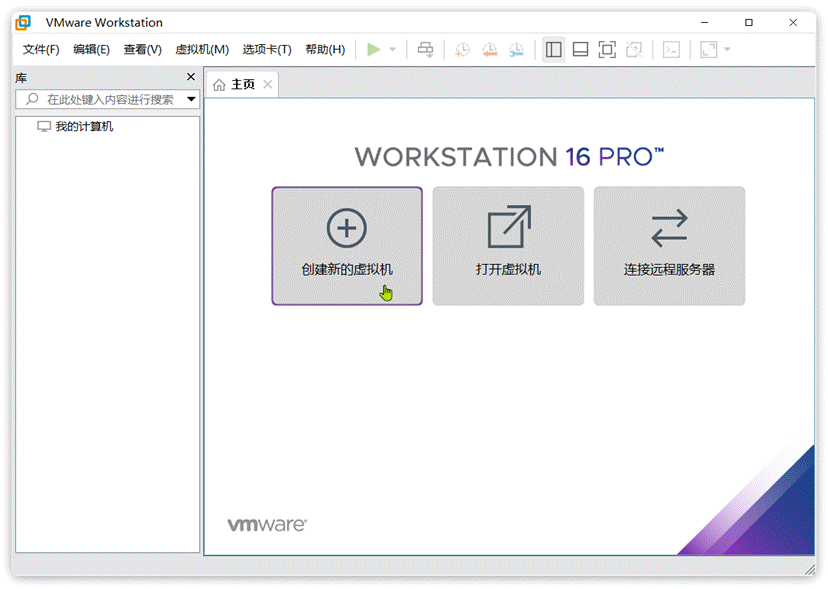 VMware Workstation
文件(F) 编辑(E) 查看(V) 虚拟机(M) 选项卡(T) 帮助(H)
库
在此处键入内容进行搜索
我的计算机
主页
WORKSTATION 16 PRO™
创建新的虚拟机
打开虚拟机
连接远程服务器
vmware®